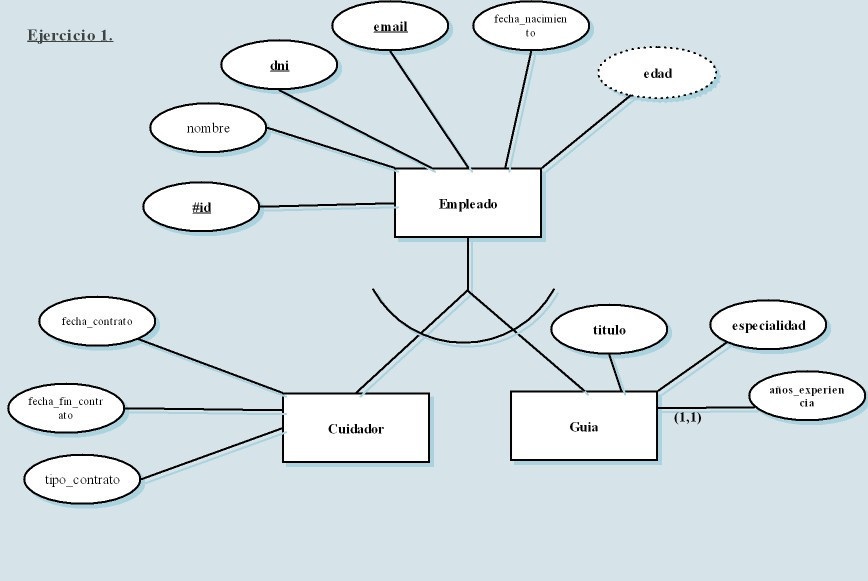 Ejercicio 1.
email
fecha_nacimien
to
dni
edad
nombre
#id
Empleado
fecha_contrato
titulo
especialidad
fecha_fin_contr
ato
años_experien
cia
(1,1)
Cuidador
Guia
tipo_contrato